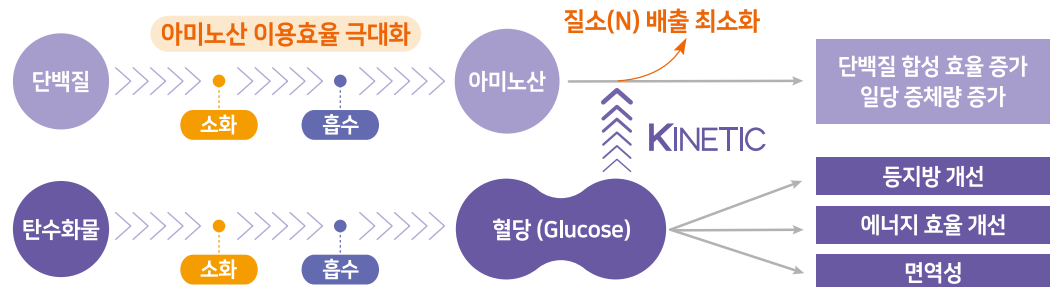 아미노산 이용효율 극대화
질소(N) 배출 최소화
단백질
소화
흡수
아미노산
단백질 합성 효율 증가
일당 증체량 증가
KINETIC
탄수화물
소화
흡수
혈당 (Glucose)
등지방 개선
에너지 효율 개선
면역성